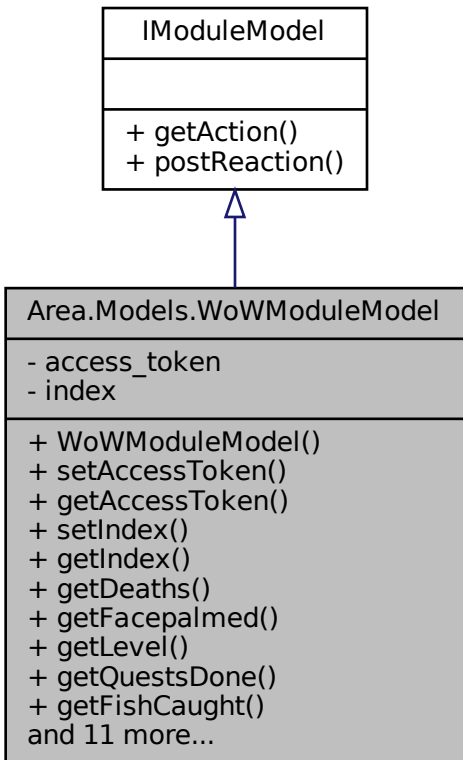 IModuleModel
+ getAction()
+ postReaction()
Area.Models.WoWModuleModel
- access_token
- index
+ WoWModuleModel()
+ setAccessToken()
+ getAccessToken()
+ setIndex()
+ getIndex()
+ getDeaths()
+ getFacepalmed()
+ getLevel()
+ getQuestsDone()
+ getFishCaught()
and 11 more...